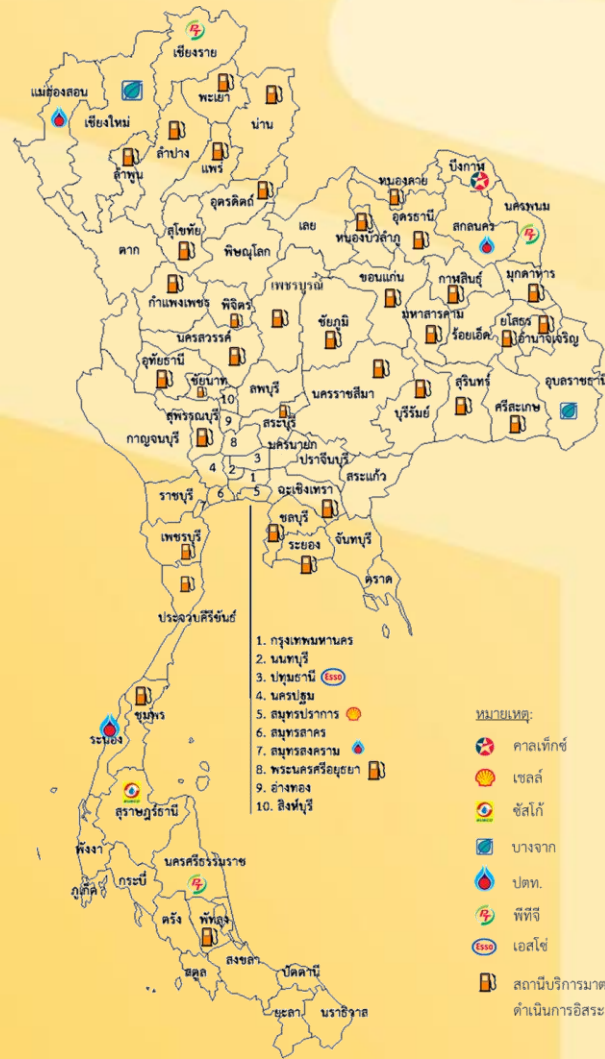 เชียงราย
แม่ฮ่องสอน
พะเยา
เชียงใหม่
น่าน
ลำปาง
ลำพูน
แพร่
อุตรดิตถ์
หนองคาย
บึงกาฬ
เลย
อุดรธานี
หนองบัวลำภู
สกลนคร
นครพนม
สุโขทัย
ตาก
พิษณุโลก
เพชรบูรณ์
ขอนแก่น
กาฬสินธุ์
มุกดาหาร
กำแพงเพชร
พิจิตร
ชัยภูมิ
มหาสารคาม
ร้อยเอ็ด
ยโสธร
อำนาจเจริญ
นครสวรรค์
อุทัยธานี
ชัยนาท
ลพบุรี
นครราชสีมา
บุรีรัมย์
สุรินทร์
ศรีสะเกษ
อุบลราชธานี
10
9
8
สุพรรณบุรี
สระบุรี
กาญจนบุรี
นครนายก
ปราจีนบุรี
สระแก้ว
3
4
2
1
5
6
7
ฉะเชิงเทรา
ราชบุรี
ชลบุรี
ระยอง
จันทบุรี
ตราด
เพชรบุรี
ประจวบคีรีขันธ์
1. กรุงเทพมหานคร
2. นนทบุรี
3. ปทุมธานี Esso
4. นครปฐม
5. สมุทรปราการ
6. สมุทรสาคร
7. สมุทรสงคราม
8. พระนครศรีอยุธยา
9. อ่างทอง
10. สิงห์บุรี
ชุมพร
ระนอง
สุราษฎร์ธานี
พังงา
ภูเก็ต
กระบี่
นครศรีธรรมราช
ตรัง
พัทลุง
สตูล
สงขลา
ปัตตานี
ยะลา
นราธิวาส
หมายเหตุ:
คาลเท็กซ์
เชลล์
ซัสโก้
บางจาก
ปตท.
พีทีจี
Esso เอสโซ่
ดำเนินการอิสระ